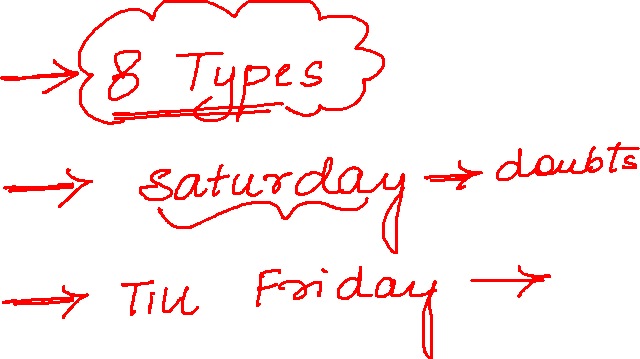 → 8 Types
→ Saturday → doubts
→ Till Friday →